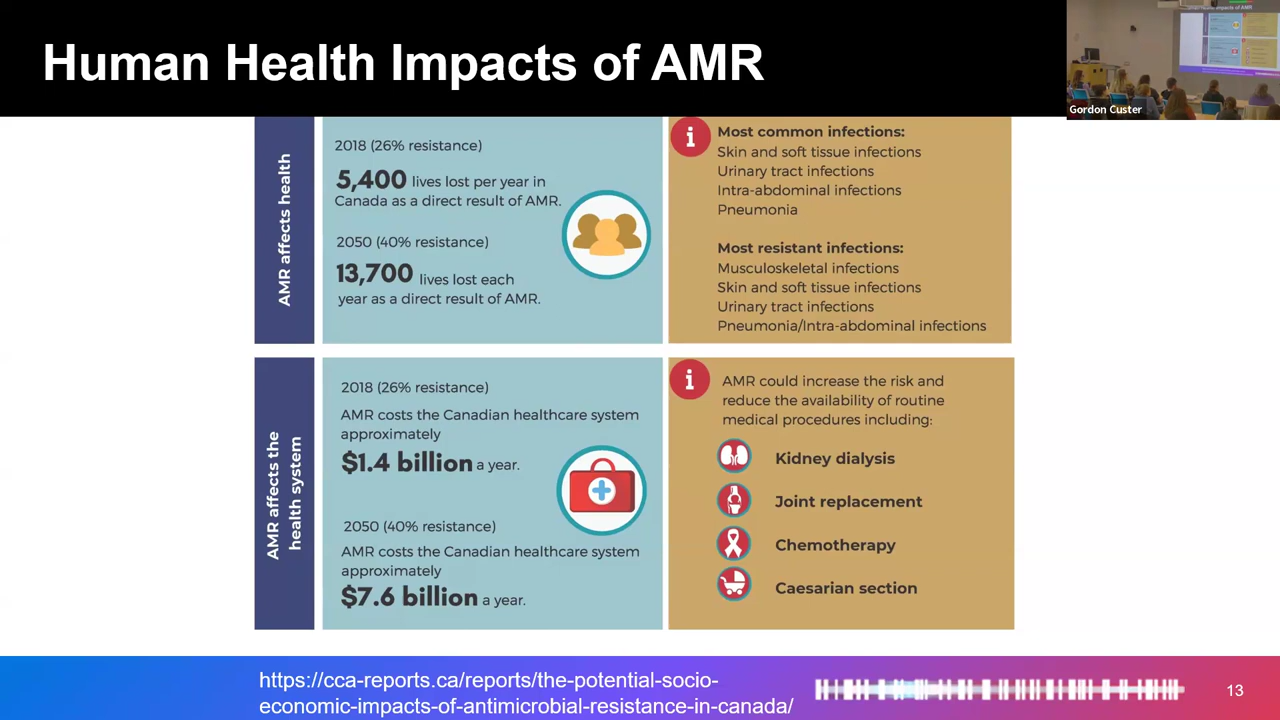 Human Health Impacts of AMR
Gordon Custer
AMR affects health
2018 (26% resistance)
5,400 lives lost per year in
Canada as a direct result of AMR.
2050 (40% resistance)
13,700 lives lost each
year as a direct result of AMR.
i
Most common infections:
Skin and soft tissue infections
Urinary tract infections
Intra-abdominal infections
Pneumonia
Most resistant infections:
Musculoskeletal infections
Skin and soft tissue infections
Urinary tract infections
Pneumonia/Intra-abdominal infections
AMR affects the
health system
2018 (26% resistance)
AMR costs the Canadian healthcare system
approximately
$1.4 billion a year.
2050 (40% resistance)
AMR costs the Canadian healthcare system
approximately
$7.6 billion a year.
i
AMR could increase the risk and
reduce the availability of routine
medical procedures including:
Kidney dialysis
Joint replacement
Chemotherapy
Caesarian section
https://cca-reports.ca/reports/the-potential-socio-
economic-impacts-of-antimicrobial-resistance-in-canada/
13